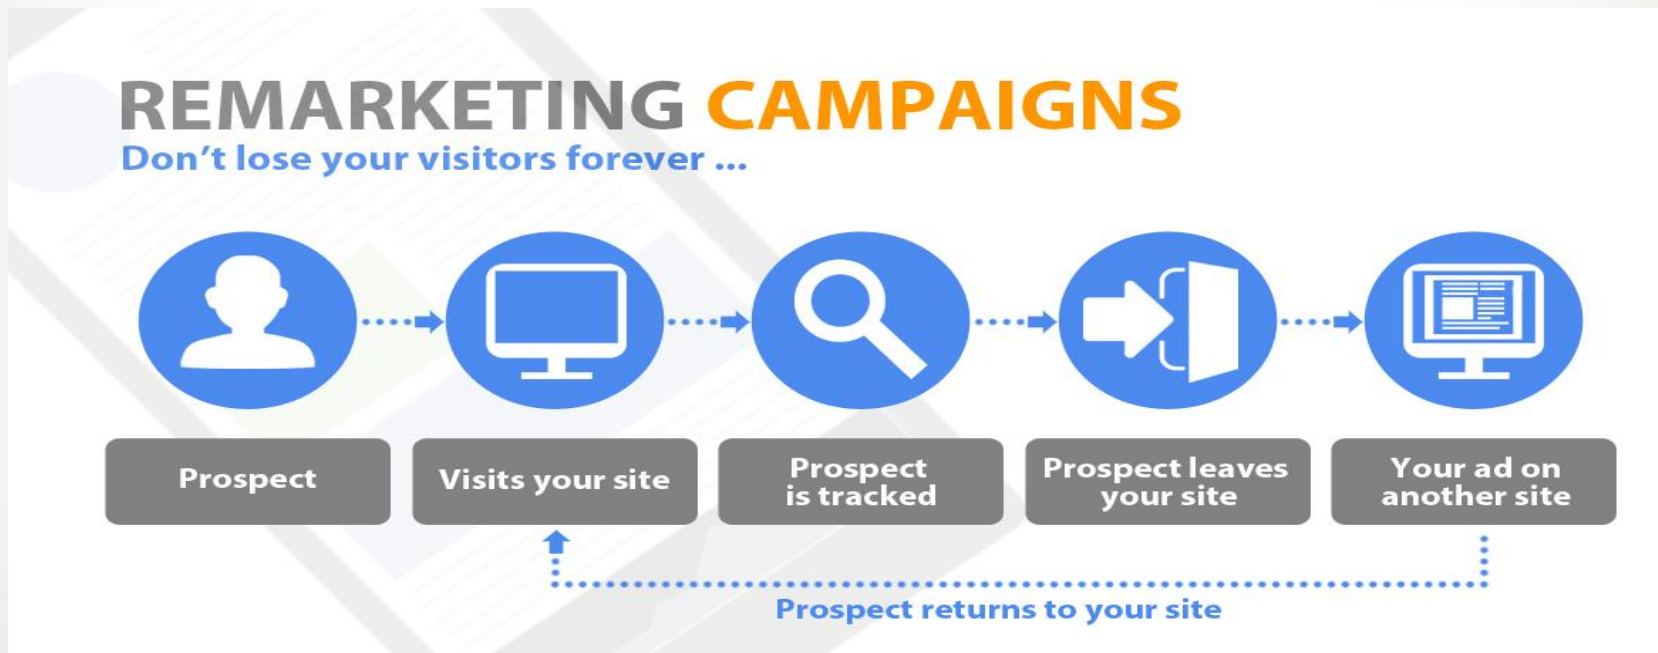 REMARKETING CAMPAIGNS
Don’t lose your visitors forever ...
Prospect
Visits your site
Prospect
is tracked
Prospect leaves
your site
Your ad on
another site
Prospect returns to your site